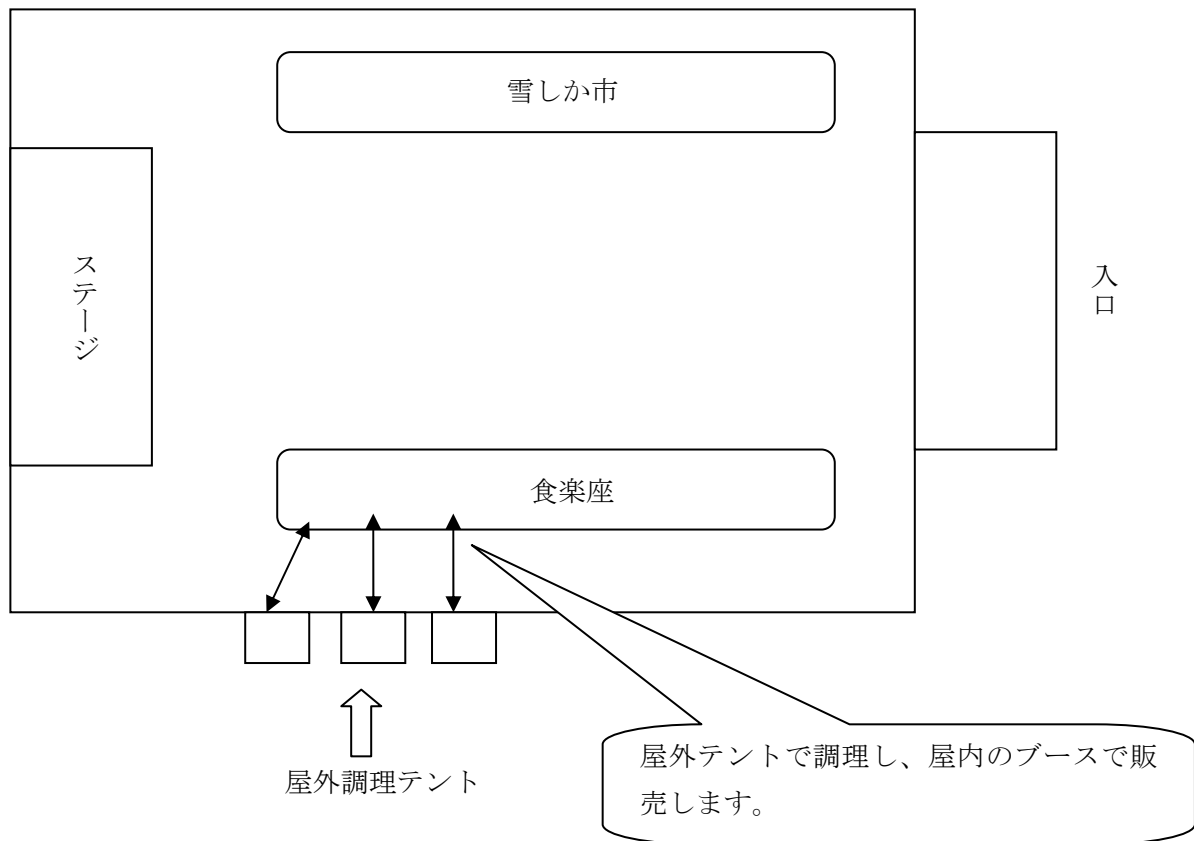 雪しか市
ステージ
入口
食楽座
屋外調理テント
屋外テントで調理し、屋内のブースで販
売します。